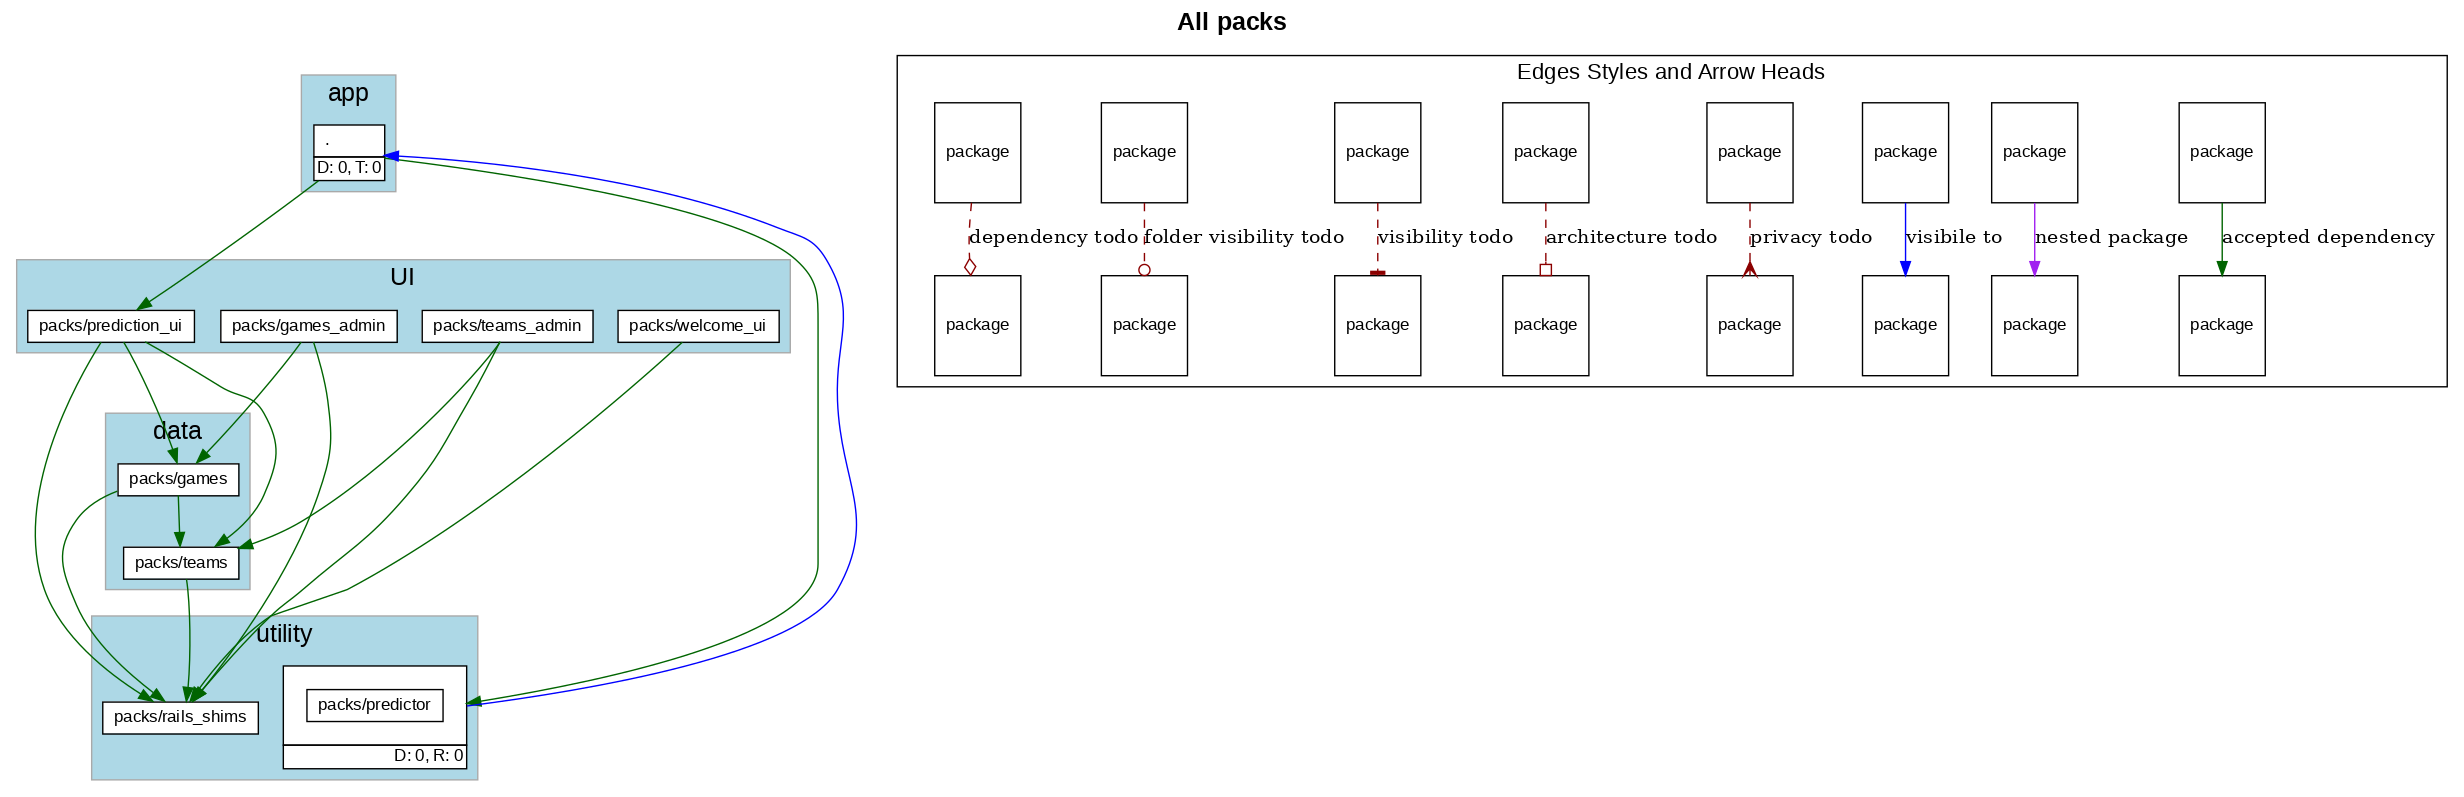 All packs
app
.
D: 0, T: 0
UI
packs/prediction_ui
packs/games_admin
packs/teams_admin
packs/welcome_ui
data
packs/games
packs/teams
utility
packs/rails_shims
packs/predictor
D: 0, R: 0
Edges Styles and Arrow Heads
package
package
package
package
package
package
package
package
dependency todo
folder visibility todo
visibility todo
architecture todo
privacy todo
visibile to
nested package
accepted dependency
package
package
package
package
package
package
package
package